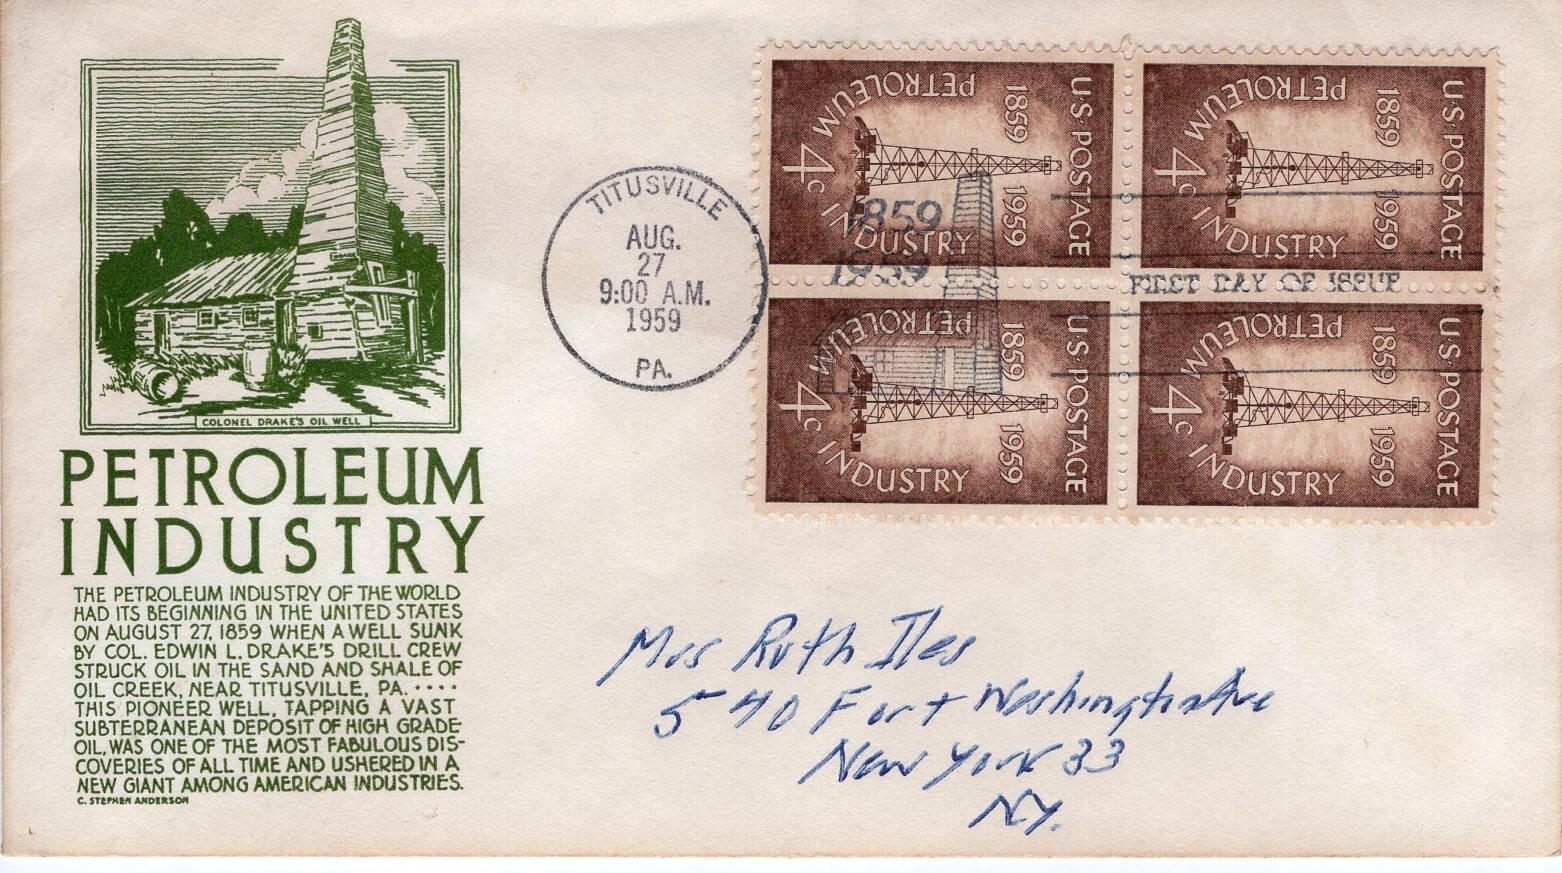 COLONEL DRAKE'S OIL WELL
PETROLEUM
INDUSTRY
THE PETROLEUM INDUSTRY OF THE WORLD
HAD ITS BEGINNING IN THE UNITED STATES
ON AUGUST 27, 1859 WHEN A WELL SUNK
BY COL. EDWIN L. DRAKE'S DRILL CREW
STRUCK OIL IN THE SAND AND SHALE OF
OIL CREEK, NEAR TITUSVILLE, PA. ····
THIS PIONEER WELL, TAPPING A VAST
SUBTERRANEAN DEPOSIT OF HIGH GRADE
OIL, WAS ONE OF THE MOST FABULOUS DIS-
COVERIES OF ALL TIME AND USHERED IN A
NEW GIANT AMONG AMERICAN INDUSTRIES.
C. STEPHEN ANDERSON
TITUSVILLE
AUG.
27
9:00 A.M.
1959
PA.
1859
1959
FIRST DAY OF ISSUE
U.S. POSTAGE
1859 1959
PETROLEUM
INDUSTRY
4c
U.S. POSTAGE
1859 1959
PETROLEUM
INDUSTRY
4c
U.S. POSTAGE
1859 1959
PETROLEUM
INDUSTRY
4c
U.S. POSTAGE
1859 1959
PETROLEUM
INDUSTRY
4c
Mrs Ruth Iles
540 Fort Washington Ave
New York 33
NY.